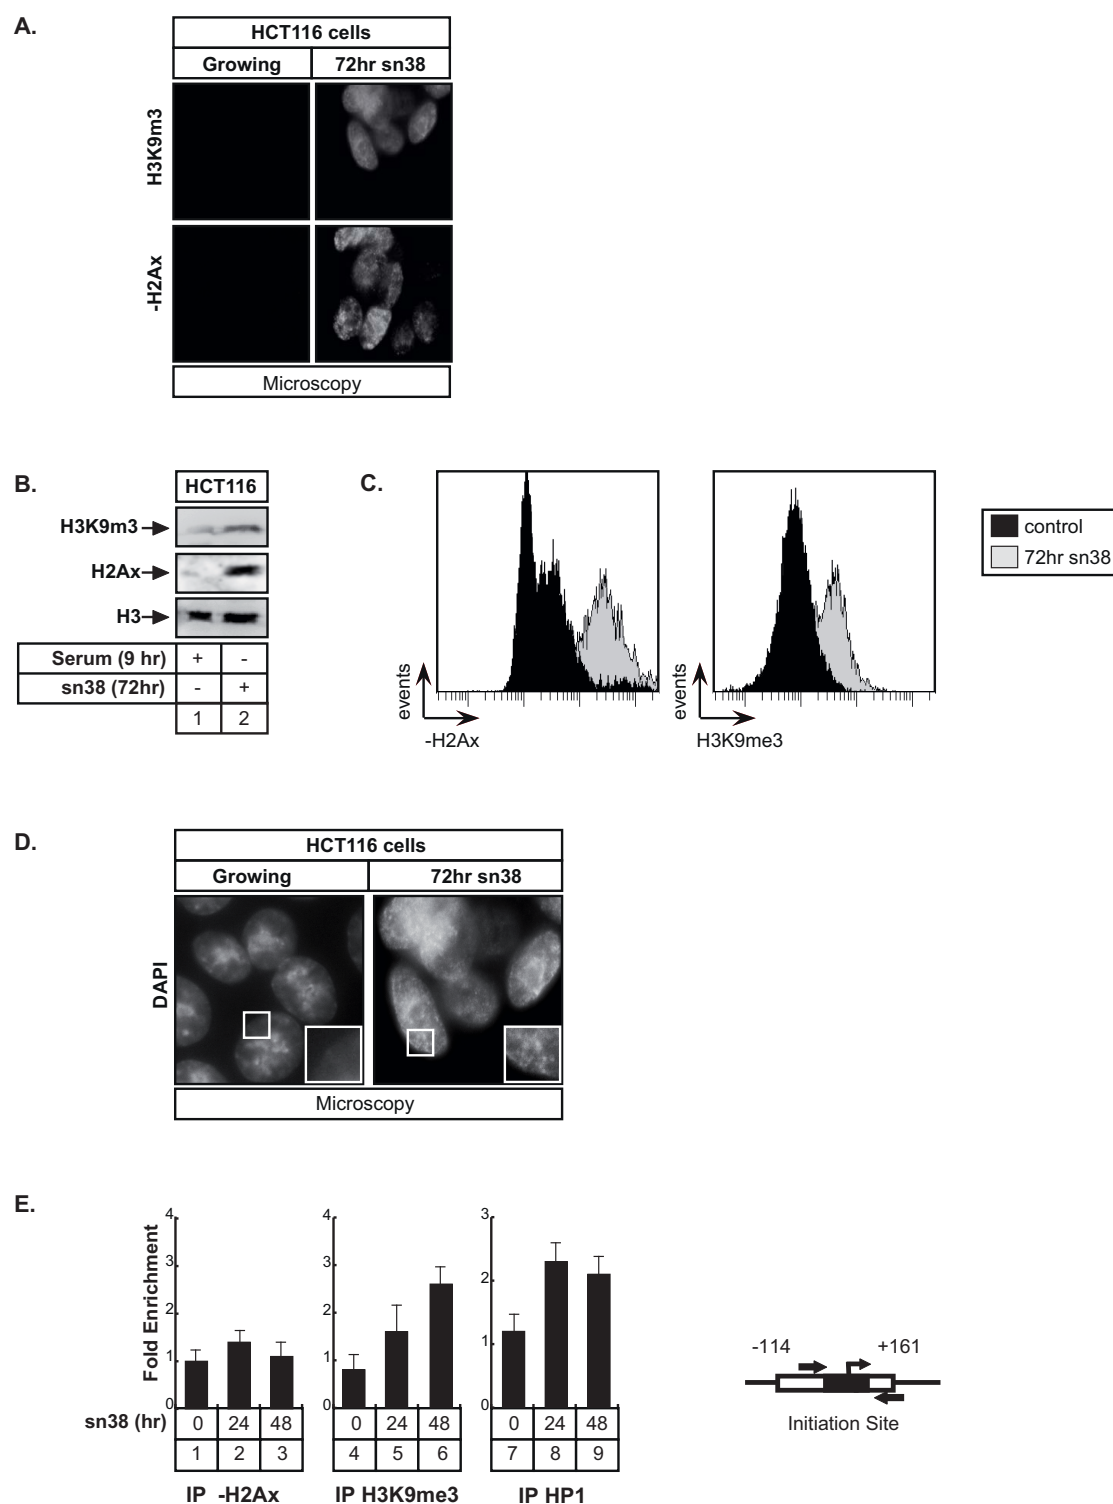 A.
HCT116 cells
Growing 72hr sn38
H3K9m3
-H2Ax
Microscopy
B.
HCT116
H3K9m3
H2Ax
H3
Serum (9 hr) + -
sn38 (72hr) - +
1 2
C.
events
-H2Ax
events
H3K9me3
control
72hr sn38
D.
HCT116 cells
Growing 72hr sn38
DAPI
Microscopy
E.
Fold Enrichment
4
3
2
1
0
4
3
2
1
0
3
2
1
0
sn38 (hr) 0 24 48 0 24 48 0 24 48
1 2 3 4 5 6 7 8 9
IP -H2Ax IP H3K9me3 IP HP1
-114 +161
Initiation Site